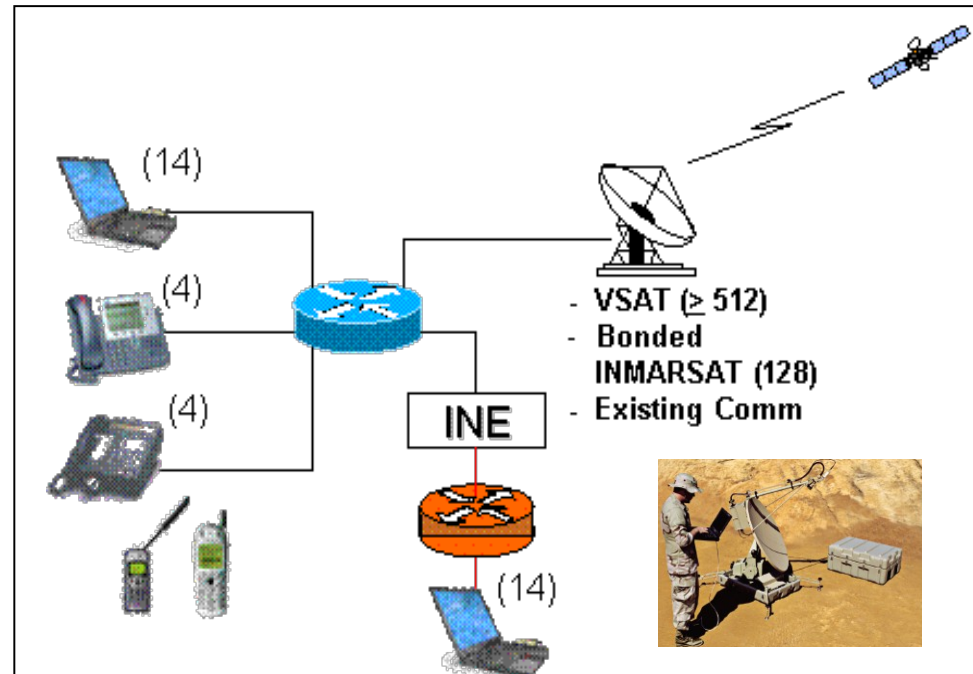 (14)
(4)
(4)
- VSAT (≥ 512)
- Bonded
INMARSAT (128)
- Existing Comm
INE
(14)